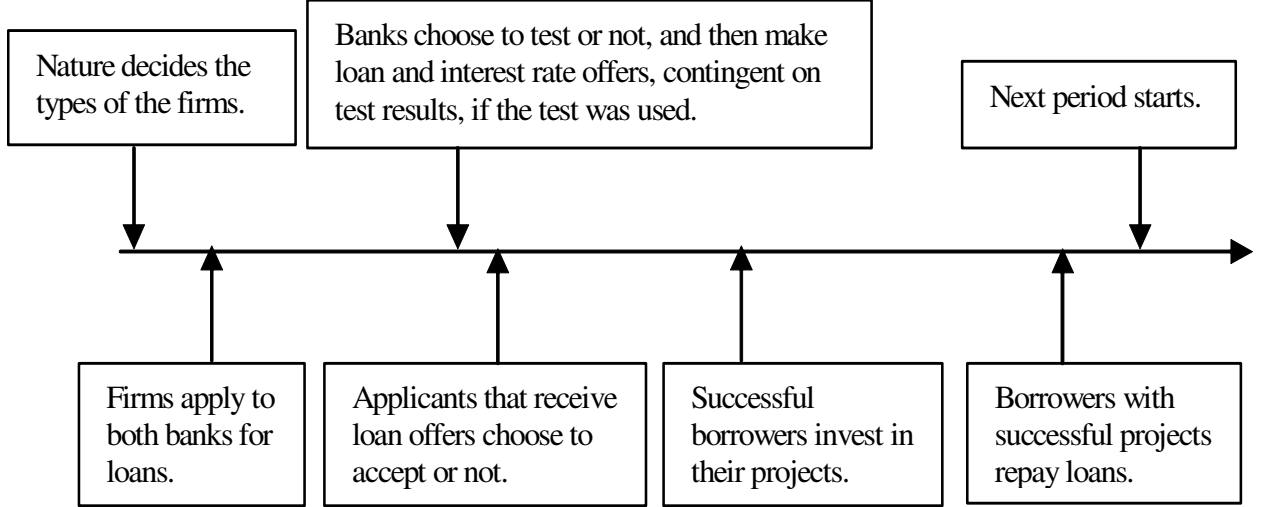 Nature decides the
types of the firms.
Banks choose to test or not, and then make
loan and interest rate offers, contingent on
test results, if the test was used.
Next period starts.
Firms apply to
both banks for
loans.
Applicants that receive
loan offers choose to
accept or not.
Successful
borrowers invest in
their projects.
Borrowers with
successful projects
repay loans.